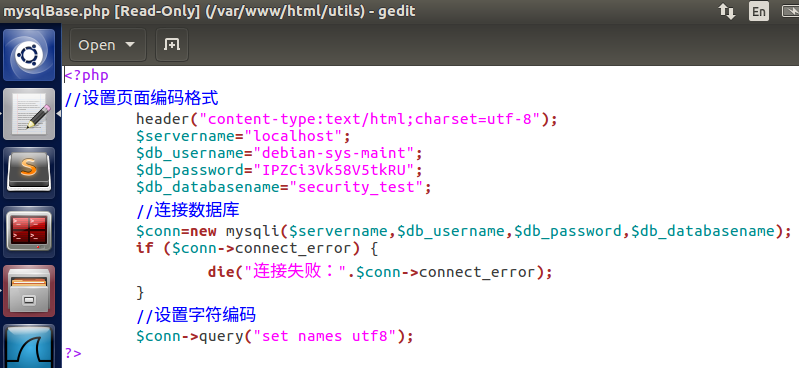 mysqlBase.php [Read-Only] (/var/www/html/utils) - gedit
En
Open
<?php
//设置页面编码格式
header("content-type:text/html;charset=utf-8");
$servername="localhost";
$db_username="debian-sys-maint";
$db_password="IPZCi3Vk58V5tkRU";
$db_databasename="security_test";
//连接数据库
$conn=new mysqli($servername,$db_username,$db_password,$db_databasename);
if ($conn->connect_error) {
die("连接失败：".$conn->connect_error);
}
//设置字符编码
$conn->query("set names utf8");
?>